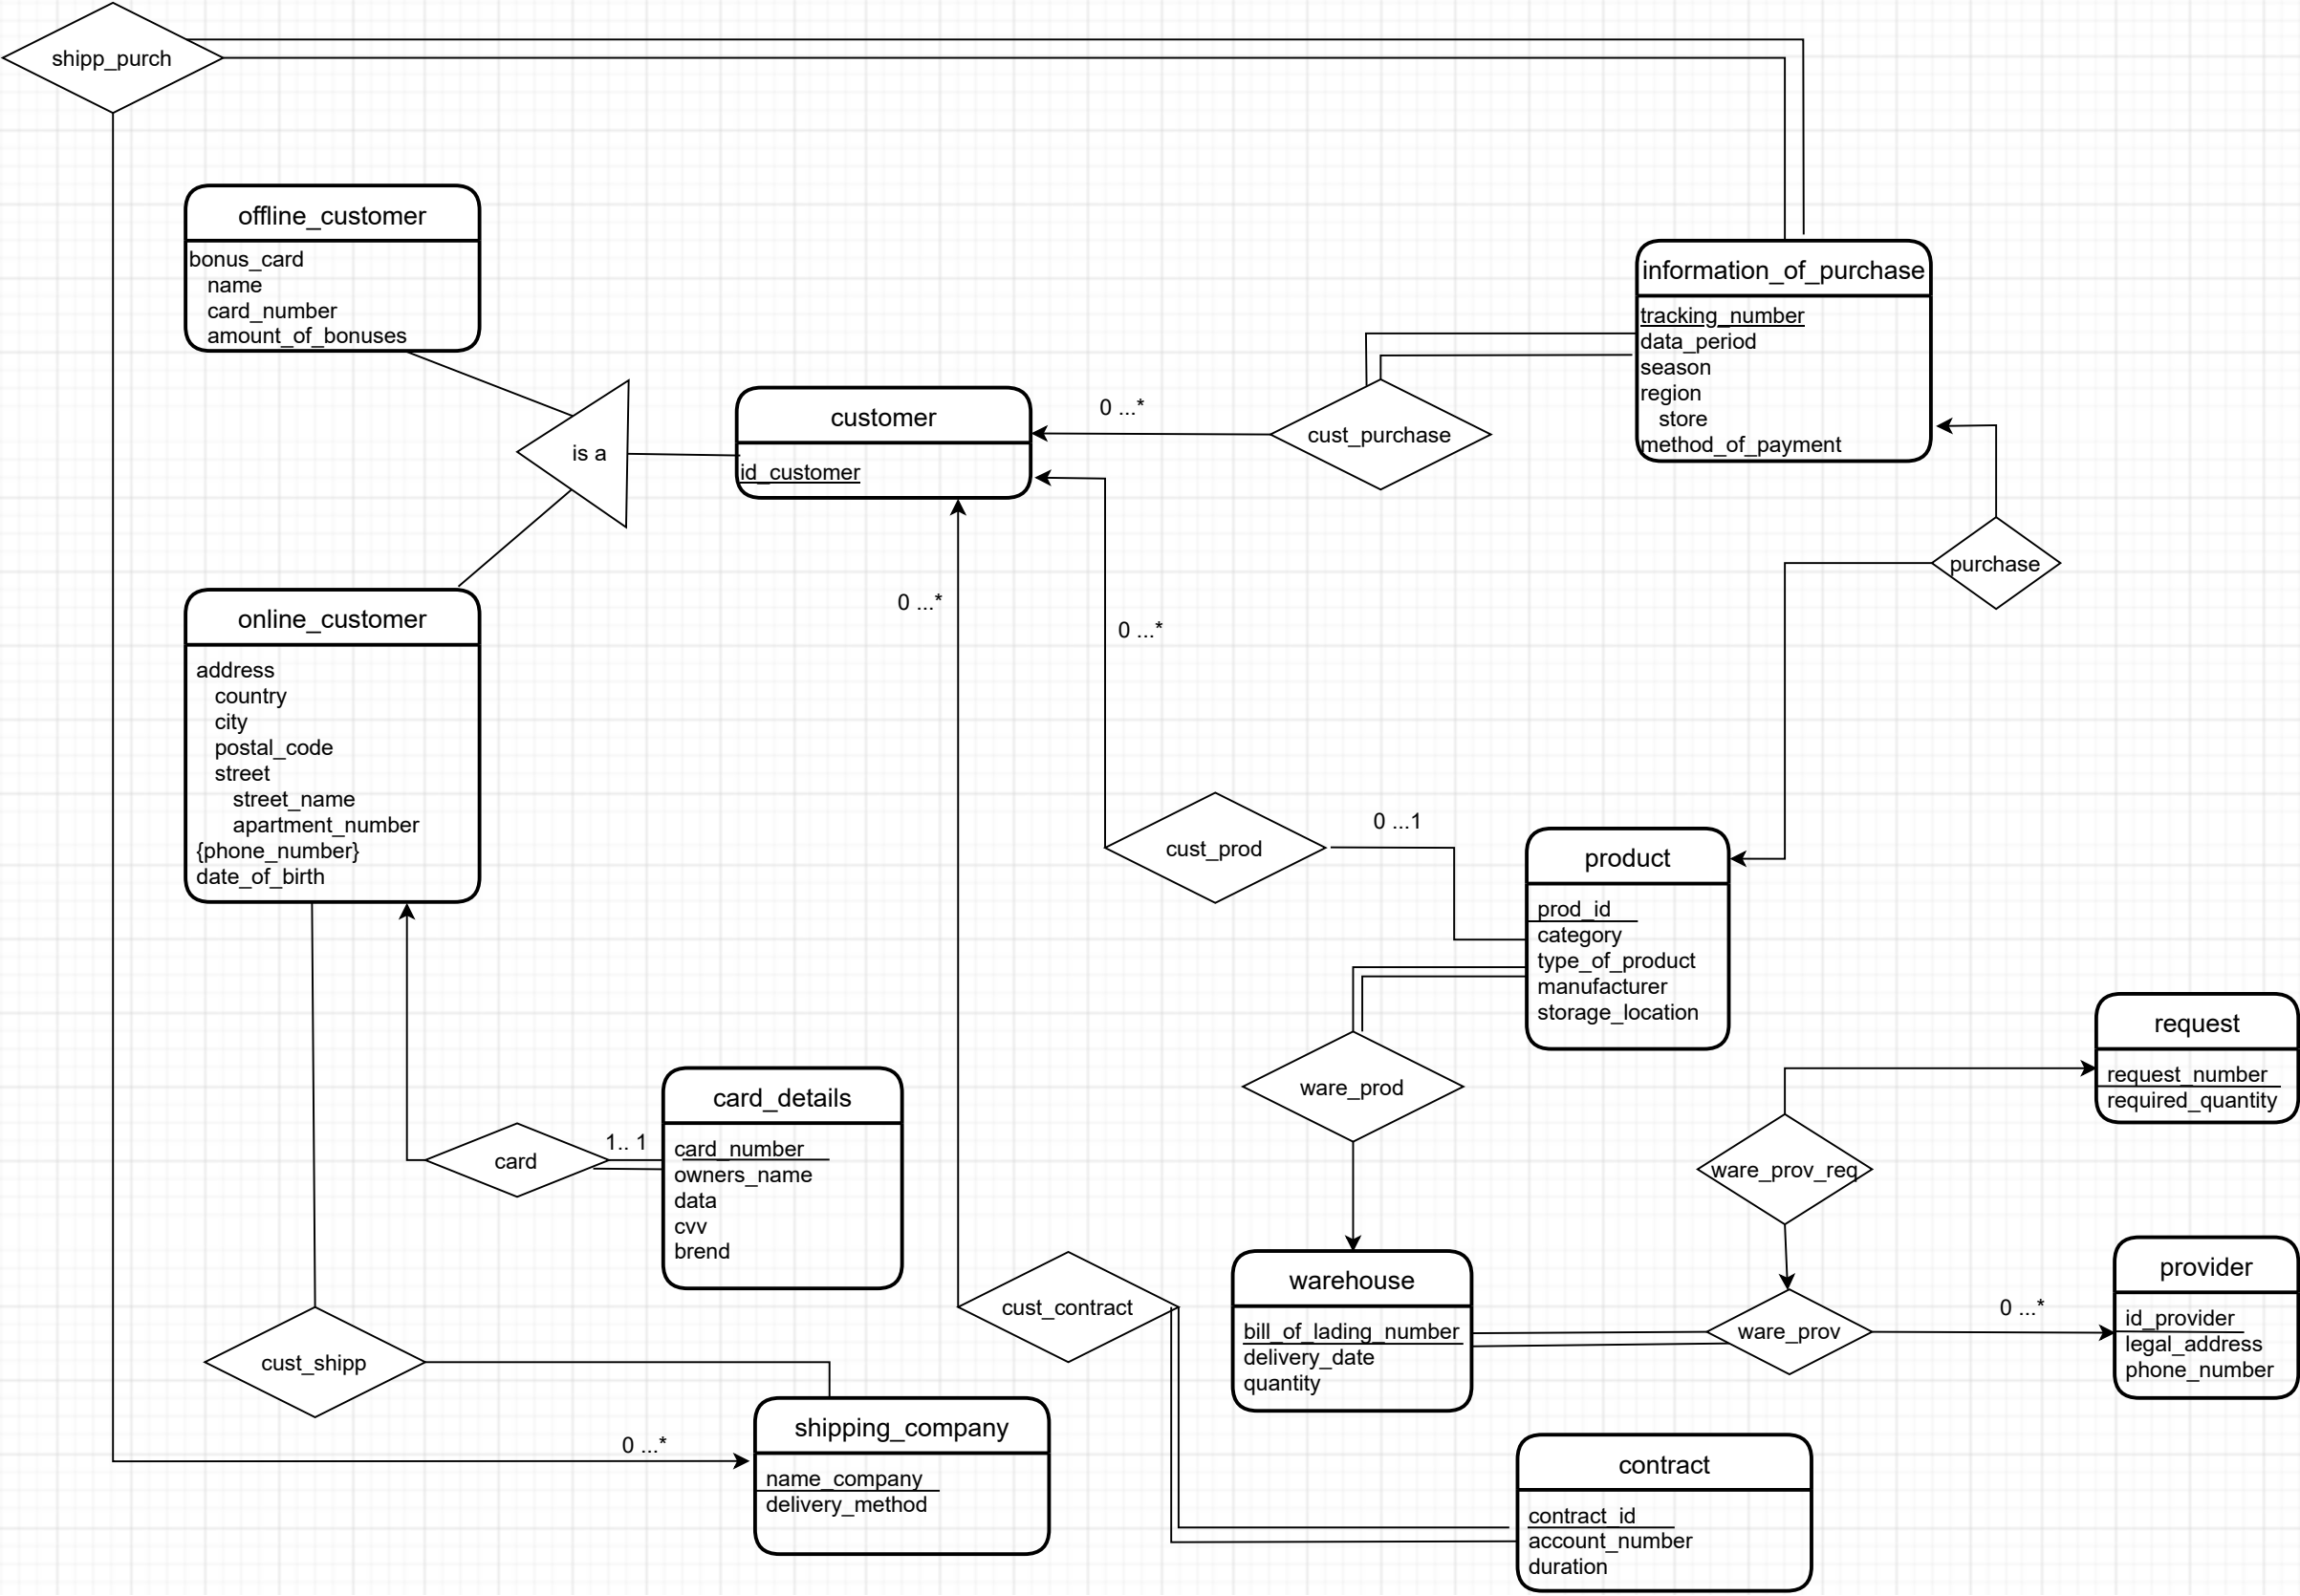 shipp_purch
offline_customer
bonus_card
name
card_number
amount_of_bonuses
information_of_purchase
tracking_number
data_period
season
region
store
method_of_payment
is a
customer
id_customer
0 ...*
cust_purchase
purchase
online_customer
address
country
city
postal_code
street
street_name
apartment_number
{phone_number}
date_of_birth
0 ...*
0 ...*
cust_prod
0 ...1
product
prod_id
category
type_of_product
manufacturer
storage_location
request
request_number
required_quantity
ware_prod
ware_prov_req
card
1.. 1
card_details
card_number
owners_name
data
cvv
brend
cust_contract
warehouse
bill_of_lading_number
delivery_date
quantity
ware_prov
0 ...*
provider
id_provider
legal_address
phone_number
cust_shipp
0 ...*
shipping_company
name_company
delivery_method
contract
contract_id
account_number
duration